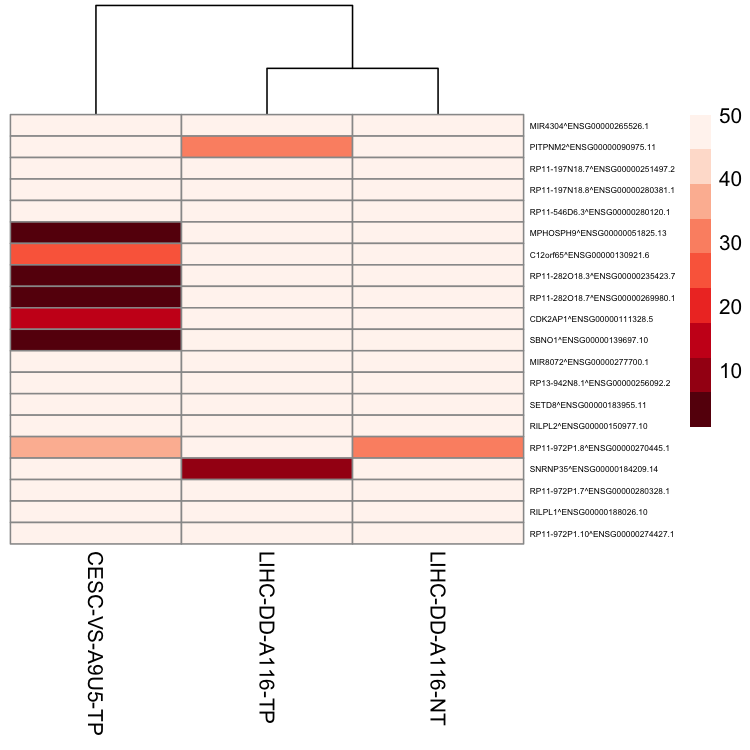 50
MIR4304^ENSG00000265526.1
PITPNM2^ENSG00000090975.11
RP11-197N18.7^ENSG00000251497.2
40
RP11-197N18.8^ENSG00000280381.1
RP11-546D6.3^ENSG00000280120.1
MPHOSPH9^ENSG00000051825.13
30
C12orf65^ENSG00000130921.6
RP11-282O18.3^ENSG00000235423.7
RP11-282O18.7^ENSG00000269980.1
20
CDK2AP1^ENSG00000111328.5
SBNO1^ENSG00000139697.10
MIR8072^ENSG00000277700.1
10
RP13-942N8.1^ENSG00000256092.2
SETD8^ENSG00000183955.11
RILPL2^ENSG00000150977.10
RP11-972P1.8^ENSG00000270445.1
SNRNP35^ENSG00000184209.14
RP11-972P1.7^ENSG00000280328.1
RILPL1^ENSG00000188026.10
RP11-972P1.10^ENSG00000274427.1
CESC-VS-A9U5-TP
LIHC-DD-A116-TP
LIHC-DD-A116-NT